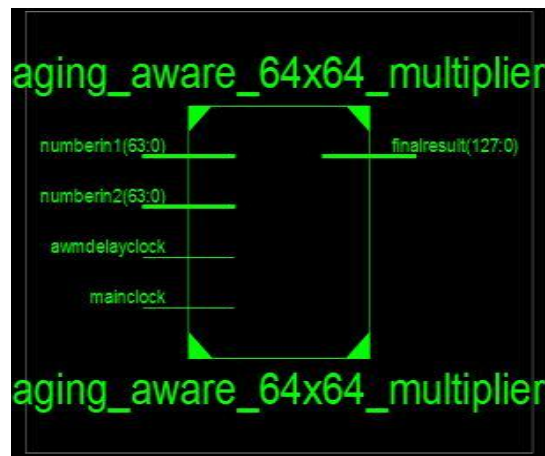 aging_aware_64x64_multiplier
numberin1(63:0)
finalresult(127:0)
numberin2(63:0)
awmdelayclock
mainclock
aging_aware_64x64_multiplier